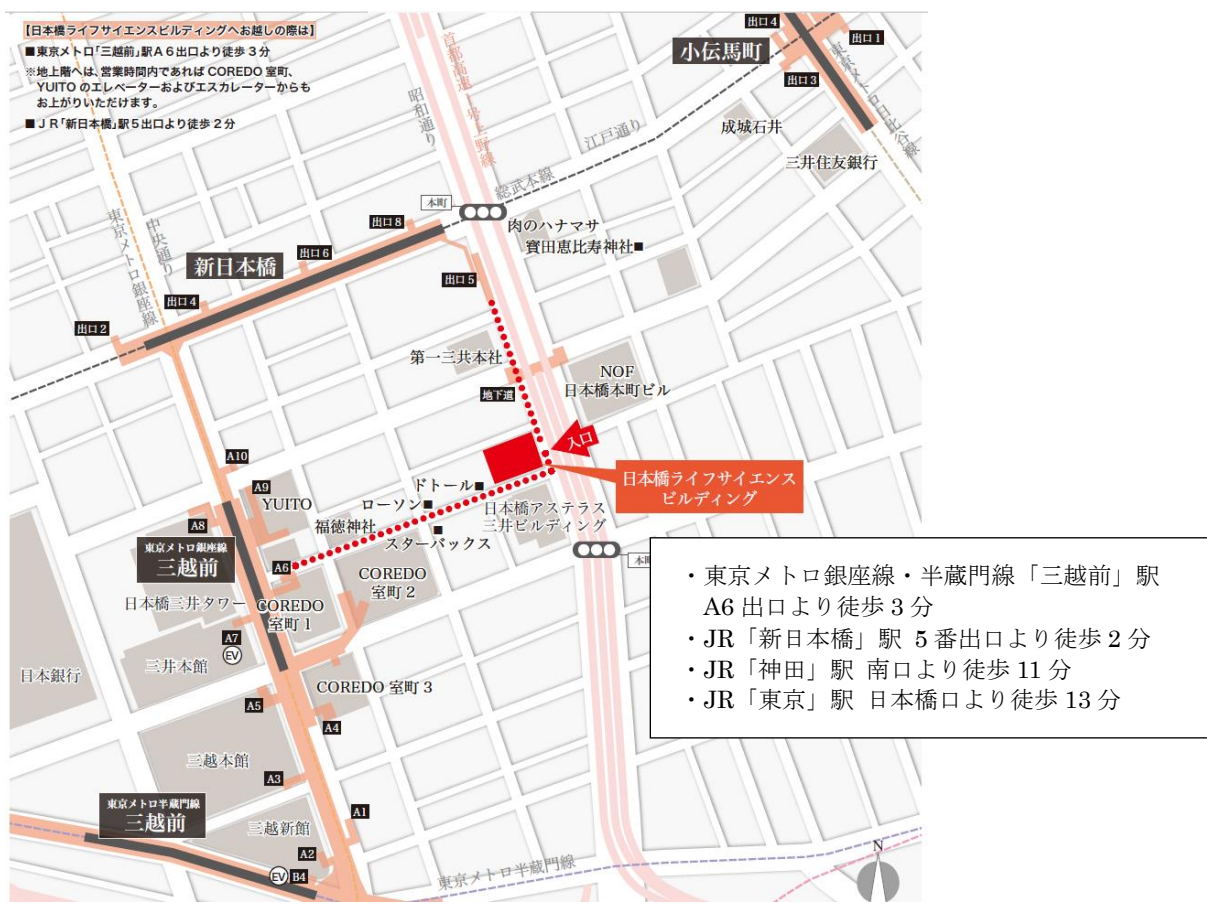 【日本橋ライフサイエンスビルディングへお越しの際は】
■東京メトロ「三越前」駅A6出口より徒歩3分
※地上階へは、営業時間内であれば COREDO 室町、
YUITO のエレベーターおよびエスカレーターからも
お上がりいただけます。
■JR「新日本橋」駅5出口より徒歩2分
出口4
出口1
小伝馬町
出口3
東京メトロ日比谷線
首都高速一号上野線
昭和通り
江戸通り
成城石井
三井住友銀行
総武本線
本町
肉のハナマサ
寶田恵比寿神社■
出口8
東京メトロ銀座線
中央通り
出口6
新日本橋
出口5
出口4
出口2
第一三共本社
NOF
日本橋本町ビル
地下道
入口
A10
ドトール■
日本橋ライフサイエンス
ビルディング
A9
YUITO
ローソン■
日本橋アステラス
三井ビルディング
A8
福徳神社
■
スターバックス
東京メトロ銀座線
三越前
A6
COREDO
室町2
日本橋三井タワー
COREDO
室町1
A7
EV
三井本館
日本銀行
COREDO 室町3
A5
A4
三越本館
A3
東京メトロ半蔵門線
三越前
A1
三越新館
A2
EV
B4
東京メトロ半蔵門線
N
・東京メトロ銀座線・半蔵門線「三越前」駅
A6 出口より徒歩 3 分
・JR「新日本橋」駅 5 番出口より徒歩 2 分
・JR「神田」駅 南口より徒歩 11 分
・JR「東京」駅 日本橋口より徒歩 13 分